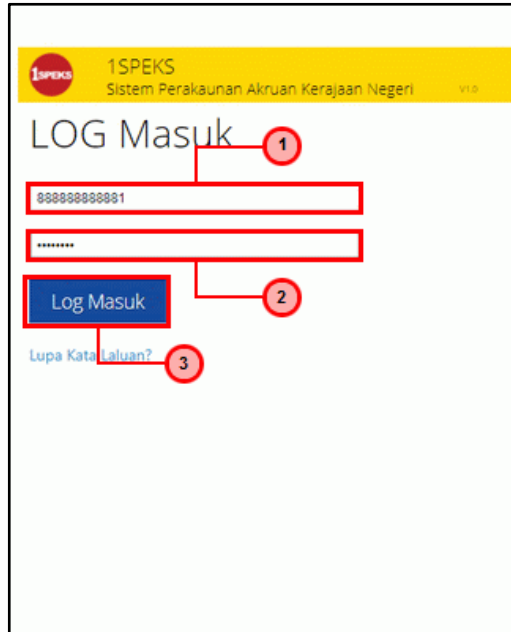 1SPEKS
1SPEKS
Sistem Perakaunan Akruan Kerajaan Negeri
V1.0
LOG Masuk
1
888888888881
••••••••
2
Log Masuk
Lupa Kata Laluan?
3